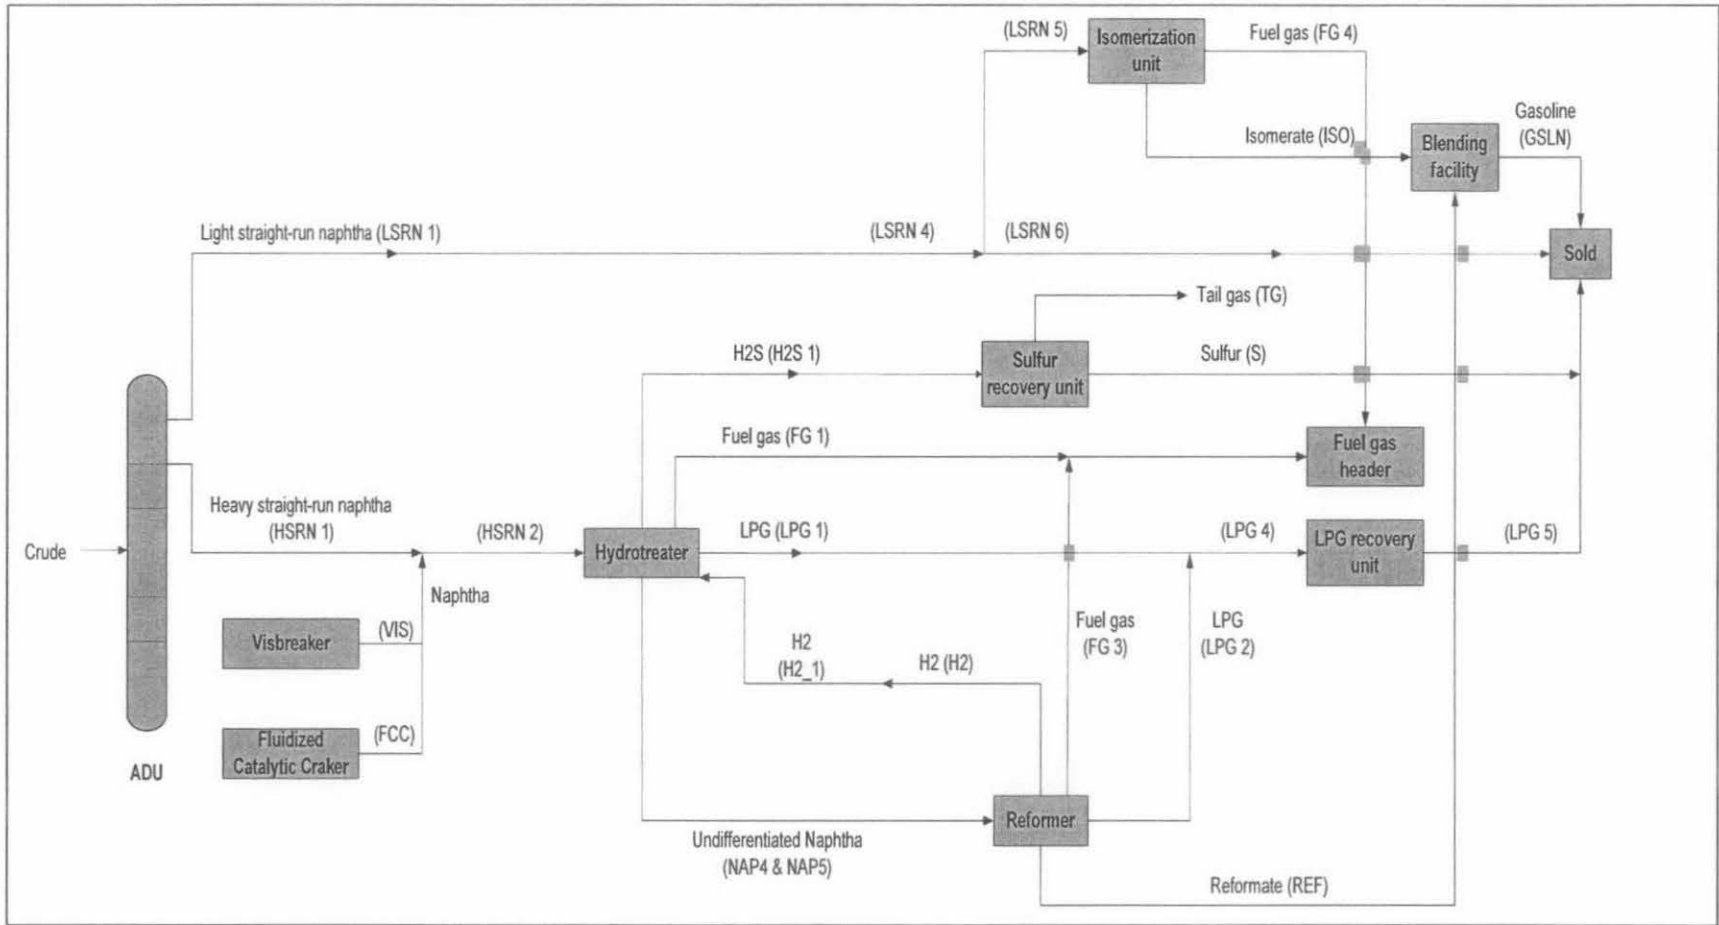 (LSRN 5)
Isomerization
unit
Fuel gas (FG 4)
Isomerate (ISO)
Blending
facility
Gasoline
(GSLN)
Light straight-run naphtha (LSRN 1)
(LSRN 4)
(LSRN 6)
Sold
Tail gas (TG)
H2S (H2S 1)
Sulfur
recovery unit
Sulfur (S)
Fuel gas (FG 1)
Fuel gas
header
Heavy straight-run naphtha
(HSRN 1)
(HSRN 2)
Crude
Hydrotreater
LPG (LPG 1)
(LPG 4)
LPG recovery
unit
(LPG 5)
Naphtha
Visbreaker
(VIS)
H2
(H2_1)
H2 (H2)
Fuel gas
(FG 3)
LPG
(LPG 2)
Fluidized
Catalytic Craker
(FCC)
ADU
Reformer
Undifferentiated Naphtha
(NAP4 & NAP5)
Reformate (REF)